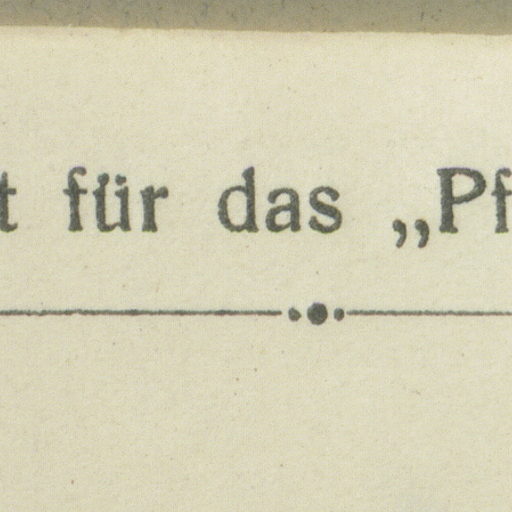 t für das „Pf